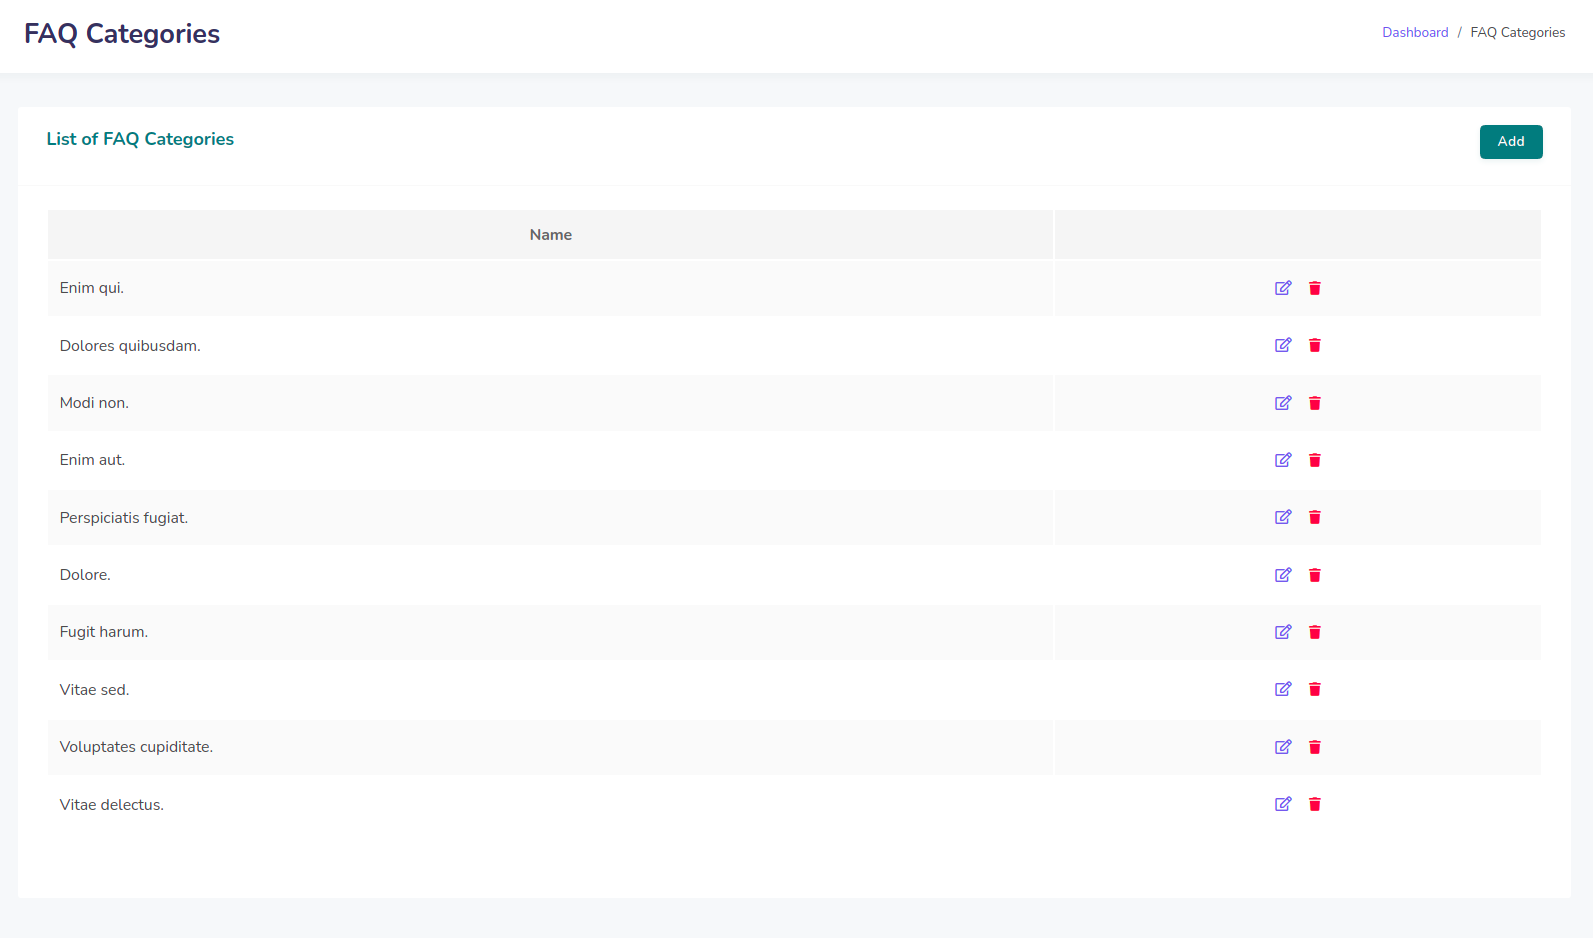 FAQ Categories
Dashboard / FAQ Categories
List of FAQ Categories
Add
Name
Enim qui.
Dolores quibusdam.
Modi non.
Enim aut.
Perspiciatis fugiat.
Dolore.
Fugit harum.
Vitae sed.
Voluptates cupiditate.
Vitae delectus.